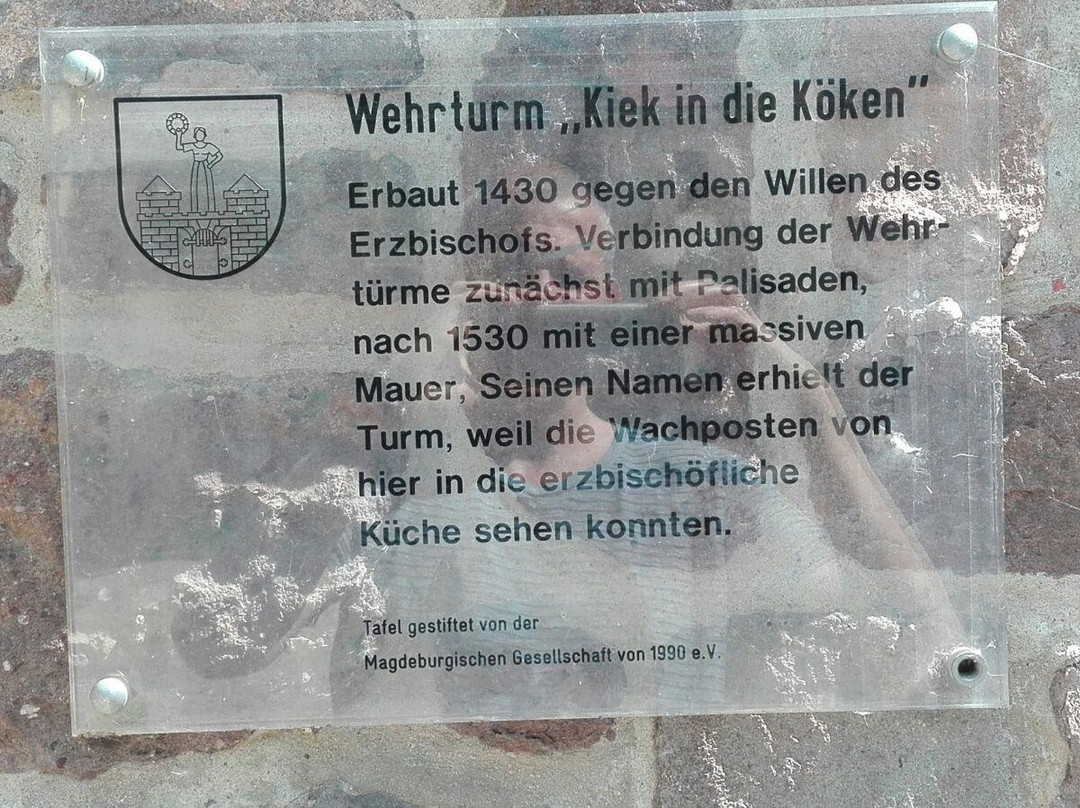 Wehrturm „Kiek in die Köken”
Erbaut 1430 gegen den Willen des
Erzbischofs. Verbindung der Wehr-
türme zunächst mit Palisaden,
nach 1530 mit einer massiven
Mauer, Seinen Namen erhielt der
Turm, weil die Wachposten von
hier in die erzbischöfliche
Küche sehen konnten.
Tafel gestiftet von der
Magdeburgischen Gesellschaft von 1990 e.V.